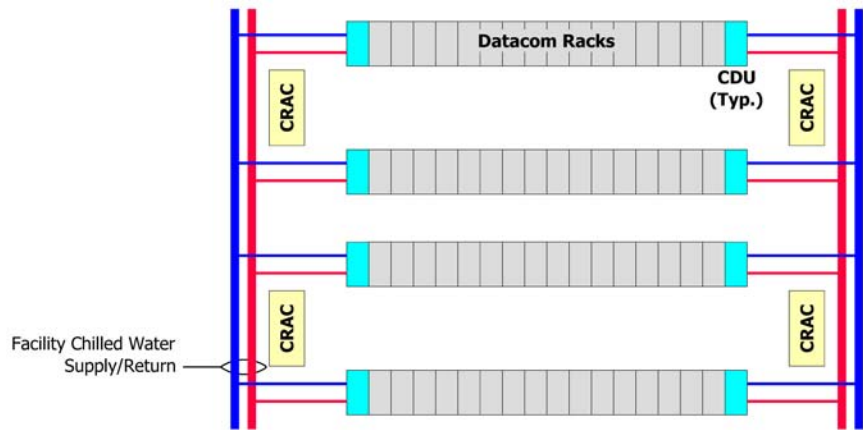 Datacom Racks
CDU
(Typ.)
CRAC
CRAC
CRAC
CRAC
Facility Chilled Water
Supply/Return